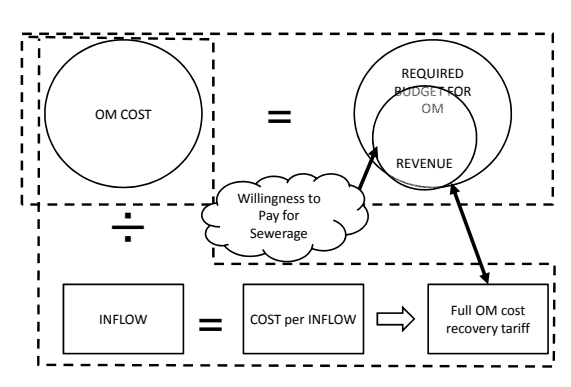 OM COST
=
REQUIRED
BUDGET FOR
OM
REVENUE
Willingness to
Pay for
Sewerage
÷
INFLOW
=
COST per INFLOW
Full OM cost
recovery tariff